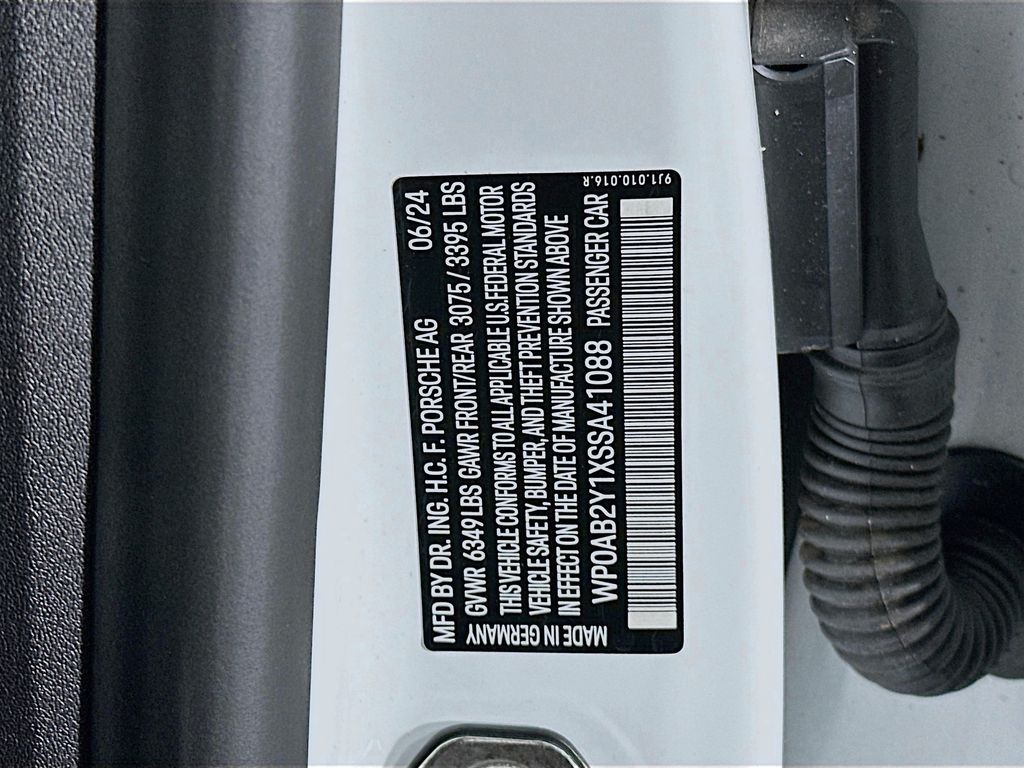 MFD BY DR. ING. H.C. F. PORSCHE AG 06/24
GVWR 6349 LBS GAWR FRONT/REAR 3075 / 3395 LBS
THIS VEHICLE CONFORMS TO ALL APPLICABLE U.S. FEDERAL MOTOR
VEHICLE SAFETY, BUMPER, AND THEFT PREVENTION STANDARDS
IN EFFECT ON THE DATE OF MANUFACTURE SHOWN ABOVE
WP0AB2Y1XSSA41088 PASSENGER CAR
MADE IN GERMANY
9J1.010.016.R